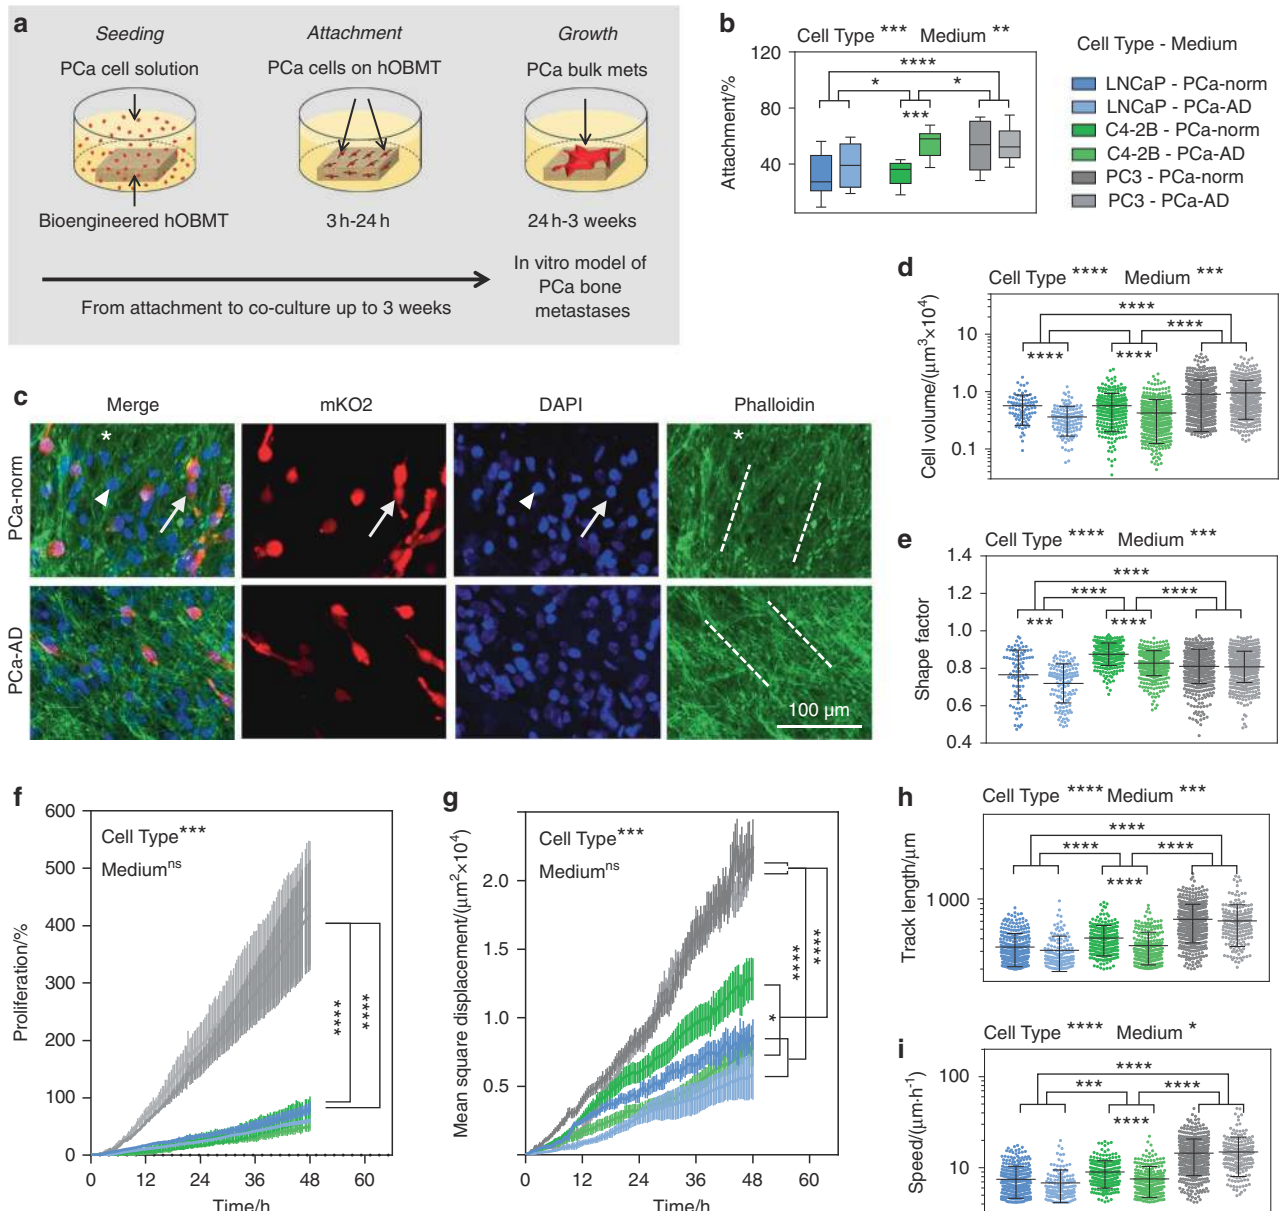 a
Seeding
Attachment
Growth
PCa cell solution
PCa cells on hOBMT
PCa bulk mets
Bioengineered hOBMT
3 h-24 h
24 h-3 weeks
From attachment to co-culture up to 3 weeks
In vitro model of
PCa bone
metastases
b
Cell Type *** Medium **
Attachment/%
120
80
40
****
* *
***
Cell Type - Medium
LNCaP - PCa-norm
LNCaP - PCa-AD
C4-2B - PCa-norm
C4-2B - PCa-AD
PC3 - PCa-norm
PC3 - PCa-AD
c
Merge
mKO2
DAPI
Phalloidin
PCa-norm
* *
PCa-AD
100 μm
d
Cell Type **** Medium ***
Cell volume/(μm³×10⁴)
10
1.0
0.1
****
****
**** ****
e
Cell Type **** Medium ***
Shape factor
1.4
1.2
1.0
0.8
0.6
0.4
****
**** ****
*** ****
f
Cell Type***
Medium^ns
Proliferation/%
600
500
400
300
200
100
0
0 12 24 36 48 60
Time/h
**** ****
g
Cell Type***
Medium^ns
Mean square displacement/(μm²×10⁴)
2.0
1.5
1.0
0.5
0 12 24 36 48 60
Time/h
**** ****
*
h
Cell Type **** Medium ***
Track length/μm
1 000
****
**** ****
****
i
Cell Type **** Medium *
Speed/(μm·h⁻¹)
100
10
****
*** ****
****